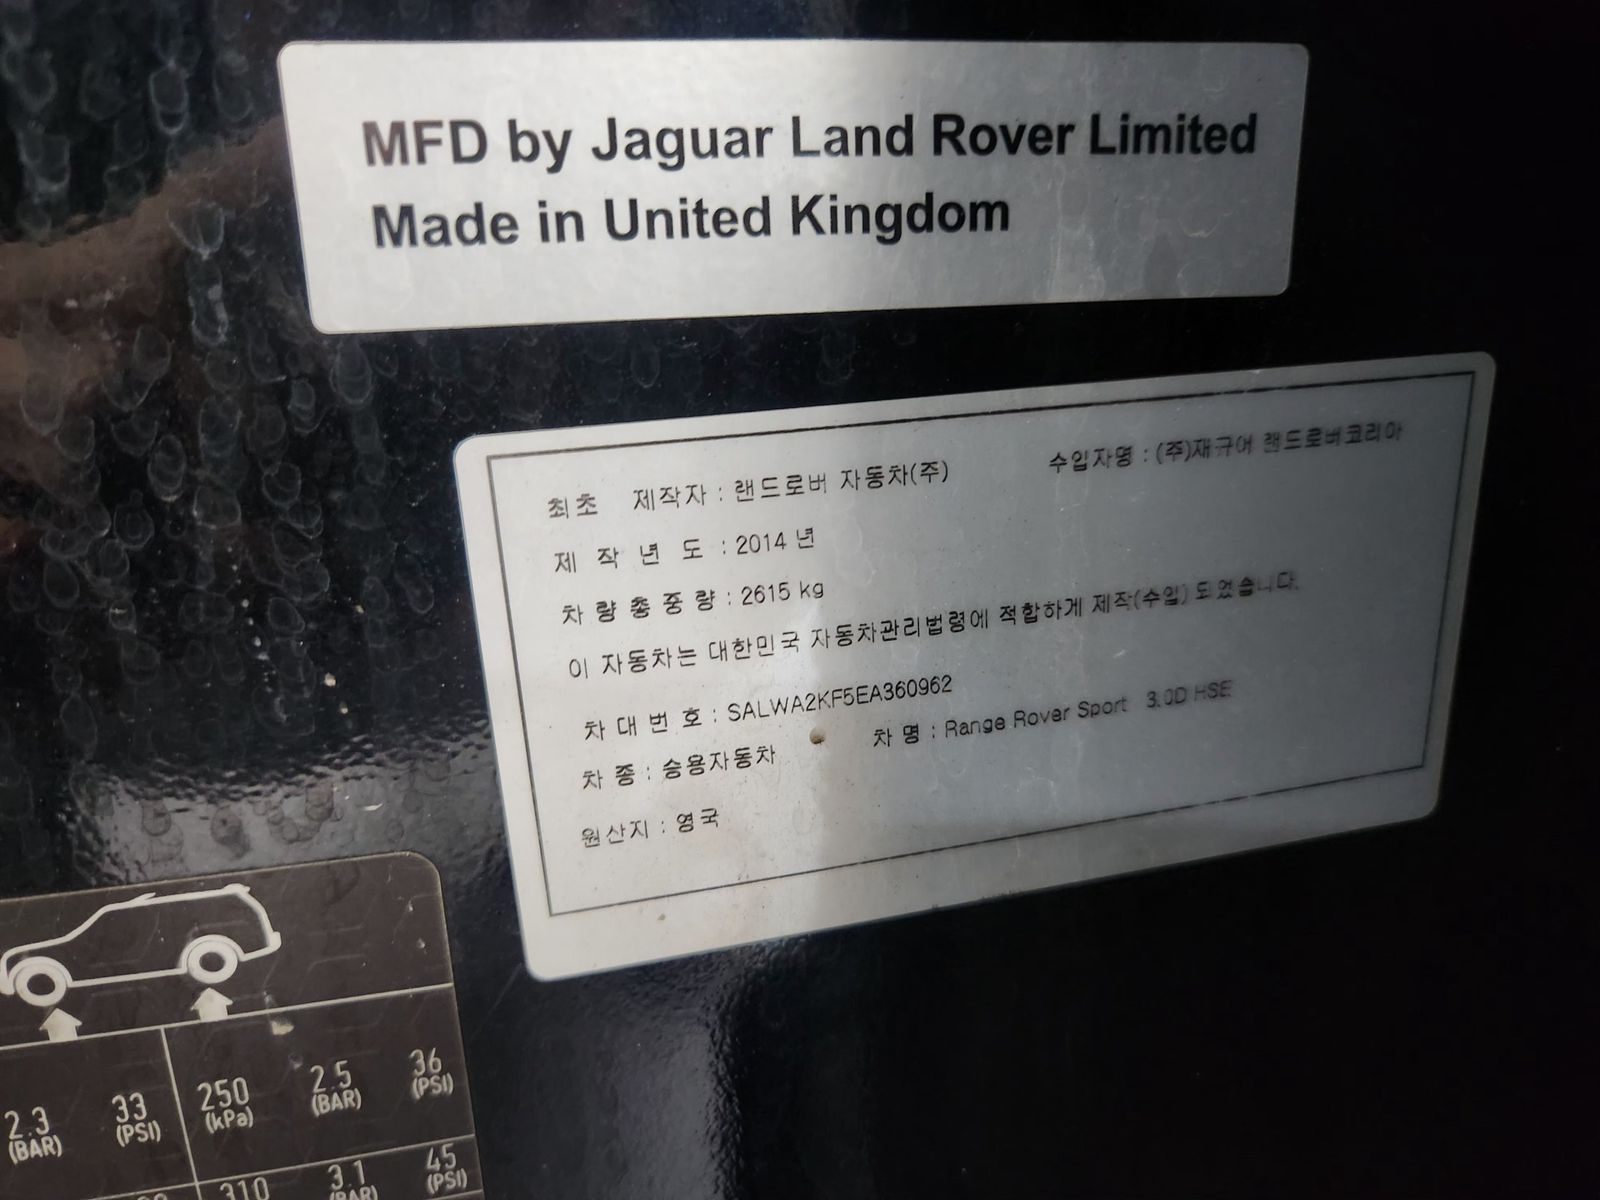 MFD by Jaguar Land Rover Limited
Made in United Kingdom
최초 제작자 : 랜드로버 자동차(주) 수입자명 : (주)재규어 랜드로버코리아
제 작 년 도 : 2014 년
차 량 총 중 량 : 2615 kg
이 자동차는 대한민국 자동차관리법령에 적합하게 제작(수입) 되었습니다.
차 대 번 호 : SALWA2KF5EA360962
차 종 : 승용자동차 차 명 : Range Rover Sport 3.0D HSE
원산지 : 영국
2.3 33 250 2.5 36
(BAR) (PSI) (kPa) (BAR) (PSI)
310 3.1 45
(BAR) (PSI)